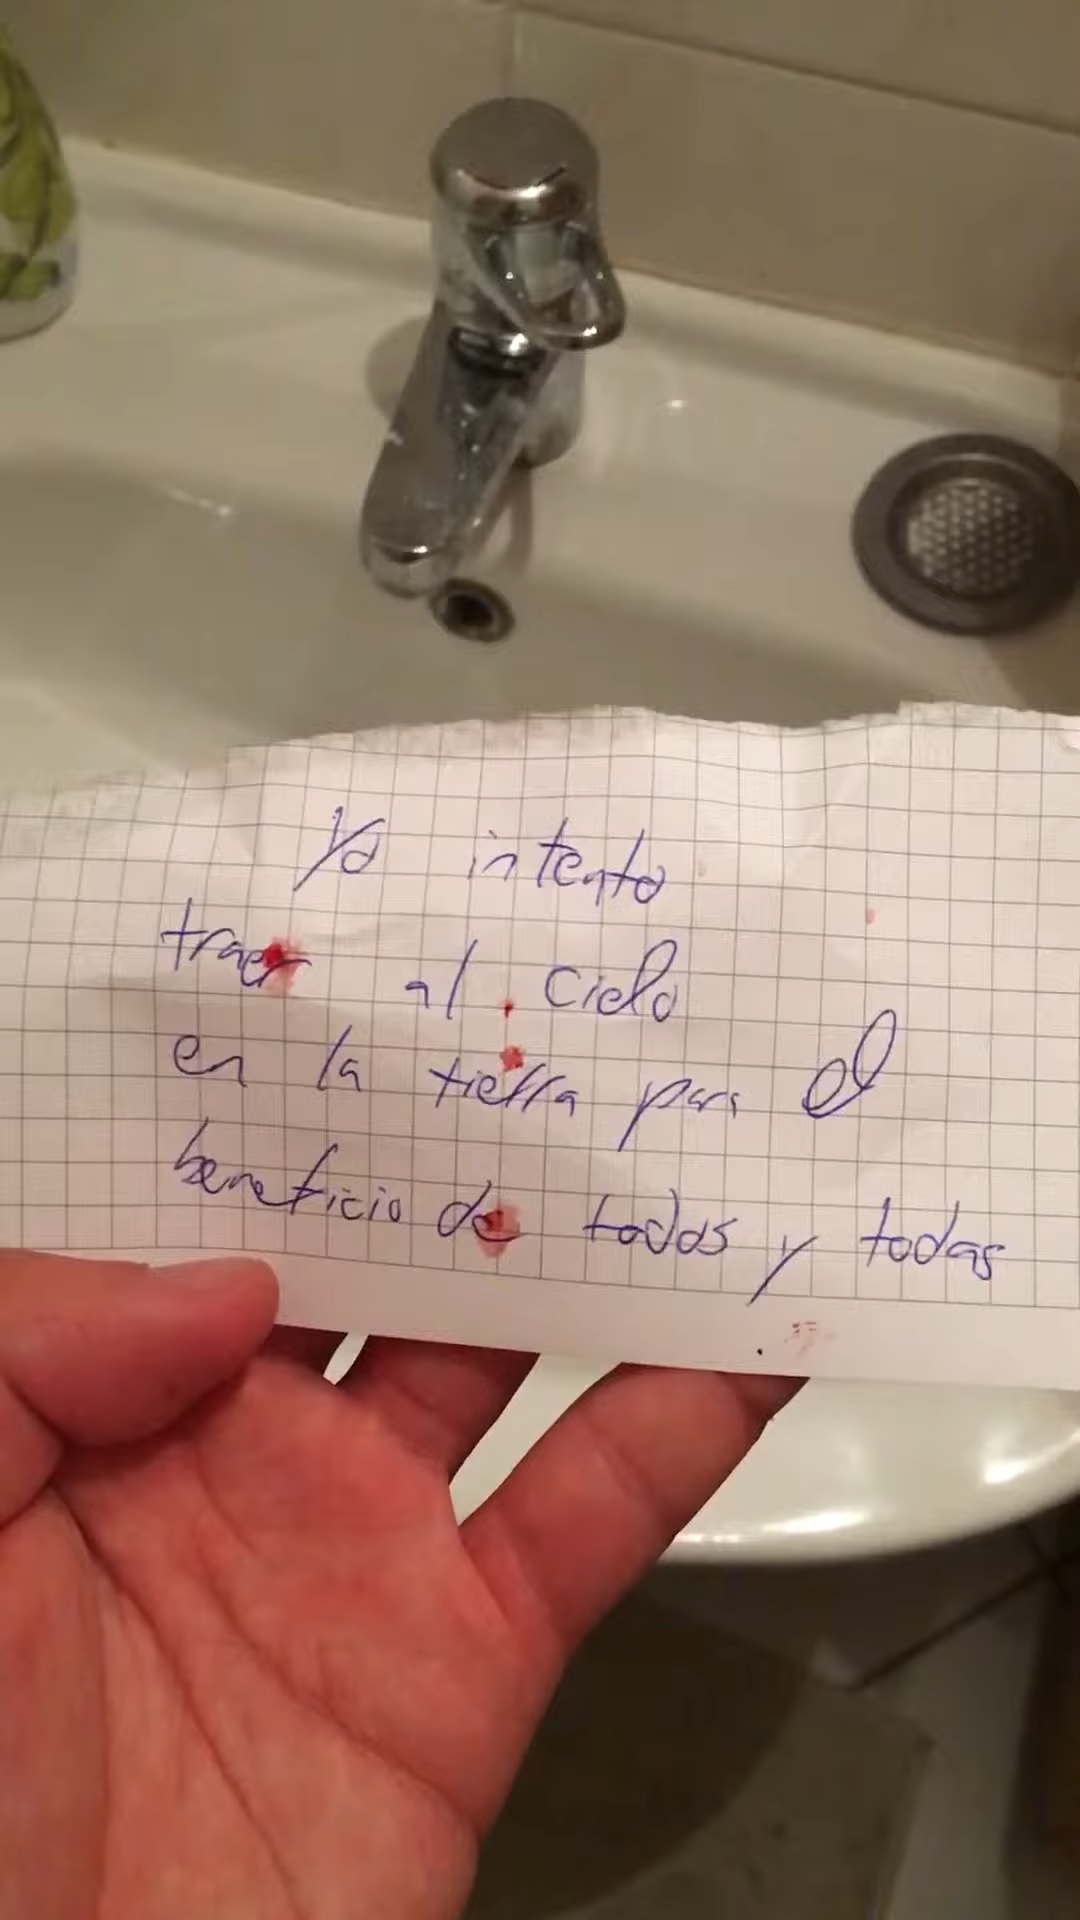 Yo intento
traer al cielo
en la tierra para el
beneficio de todos y todas